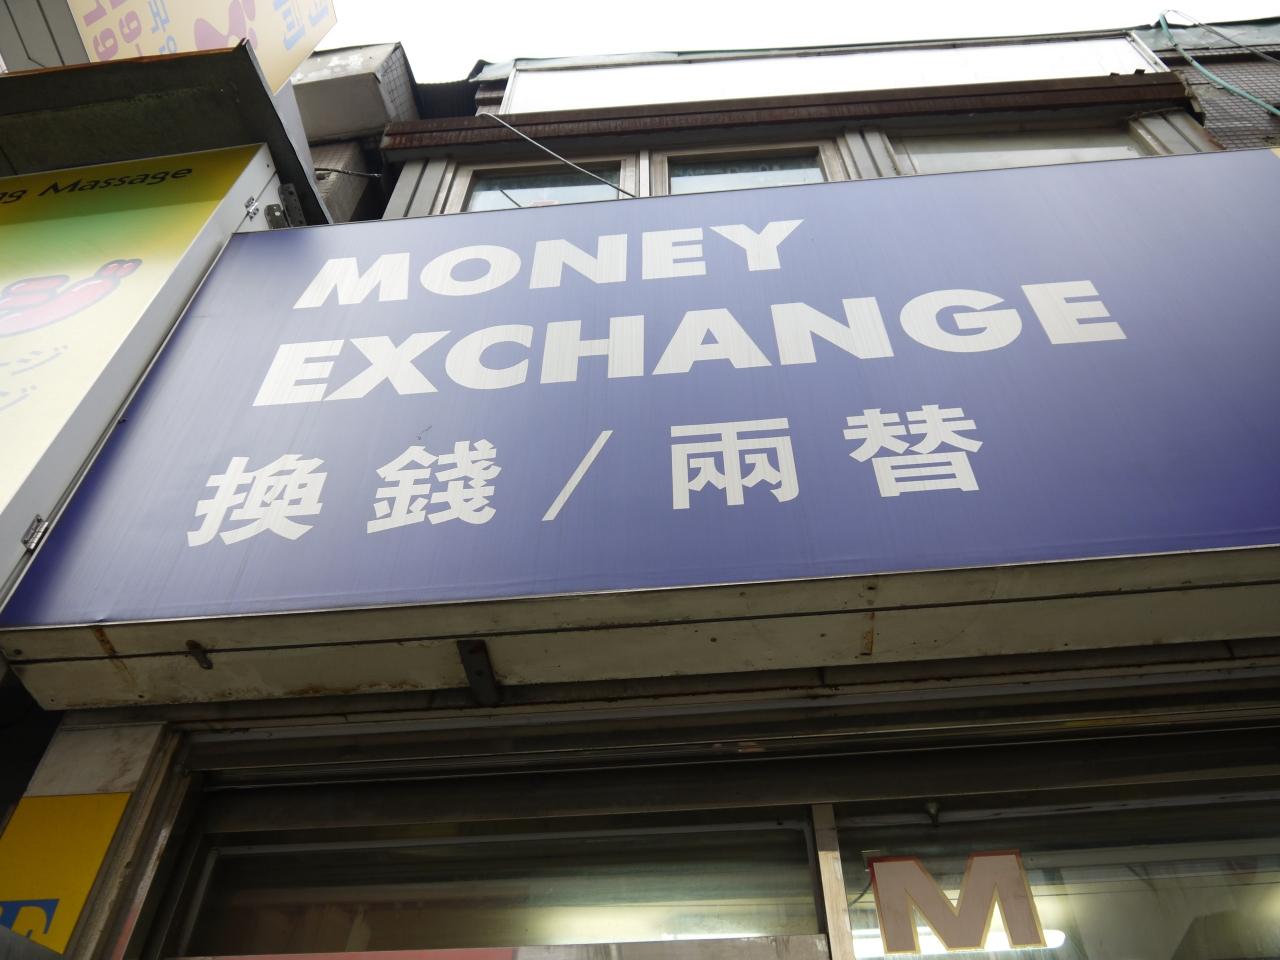 Massage
MONEY
EXCHANGE
換錢/兩替
M